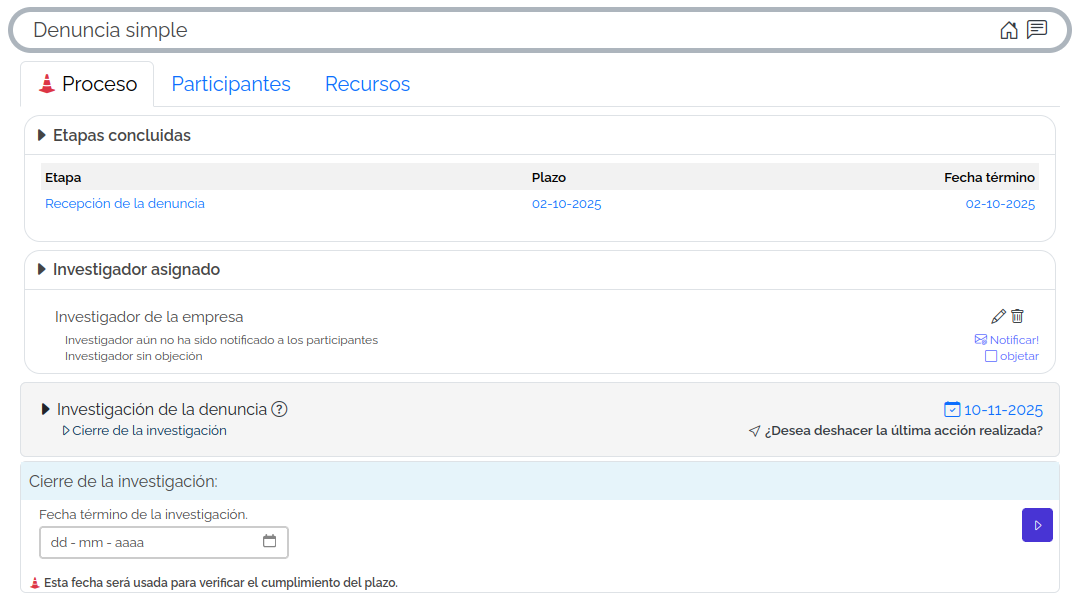 Denuncia simple
Proceso Participantes Recursos
Etapas concluidas
Etapa Plazo Fecha término
Recepción de la denuncia 02-10-2025 02-10-2025
Investigador asignado
Investigador de la empresa
Investigador aún no ha sido notificado a los participantes Notificar!
Investigador sin objeción objetar
Investigación de la denuncia ? 10-11-2025
Cierre de la investigación ¿Desea deshacer la última acción realizada?
Cierre de la investigación:
Fecha término de la investigación.
dd - mm - aaaa
Esta fecha será usada para verificar el cumplimiento del plazo.